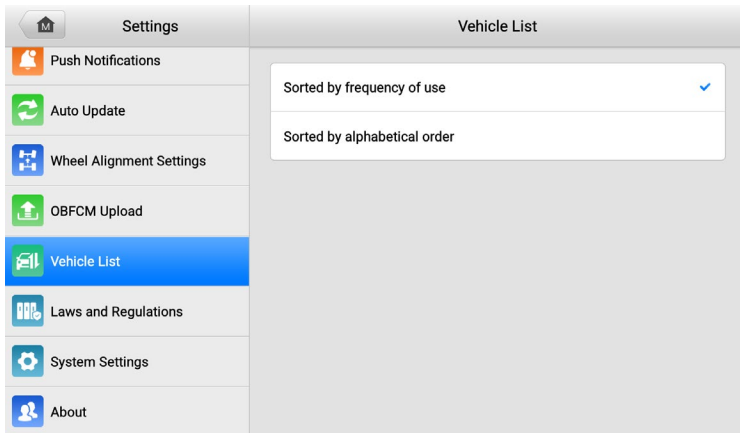 M
Settings
Vehicle List
Push Notifications
Auto Update
Wheel Alignment Settings
OBFCM Upload
Vehicle List
Laws and Regulations
System Settings
About
Sorted by frequency of use
Sorted by alphabetical order